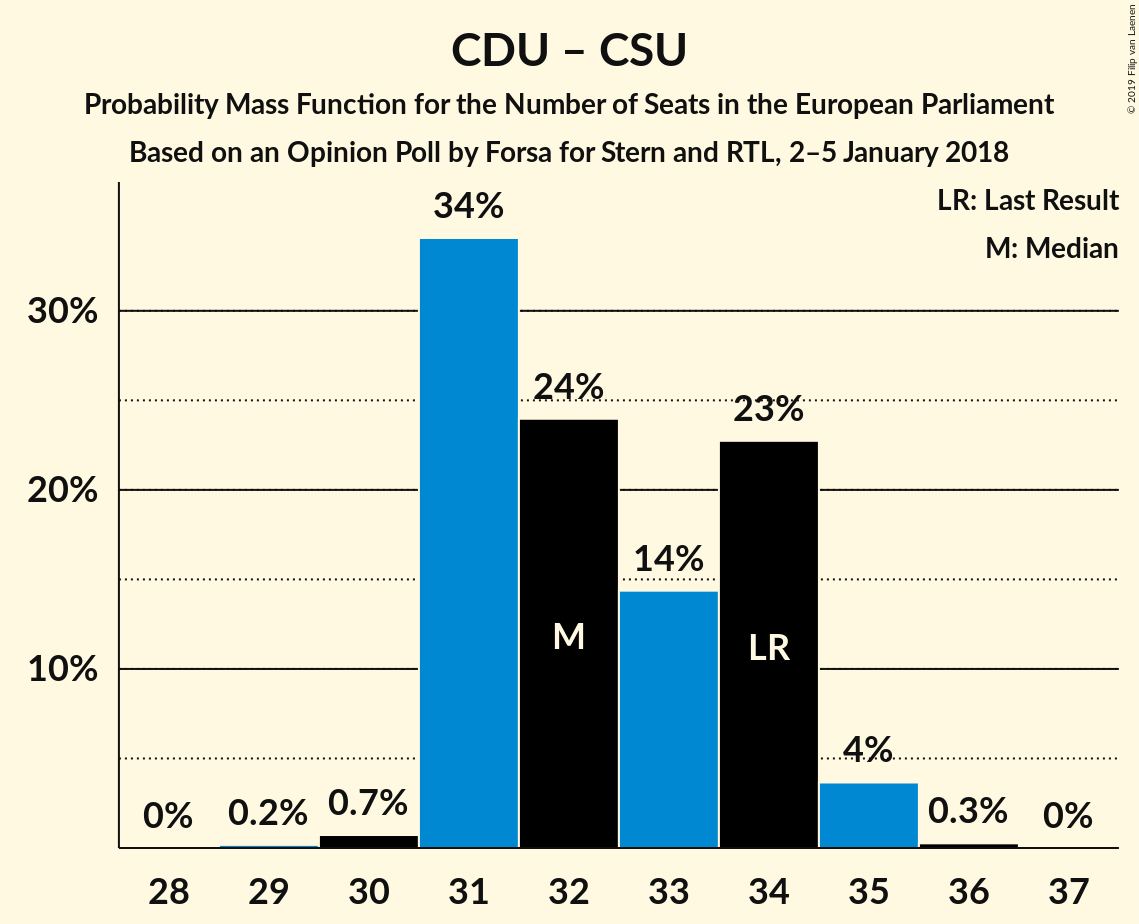 CDU – CSU
Probability Mass Function for the Number of Seats in the European Parliament
Based on an Opinion Poll by Forsa for Stern and RTL, 2–5 January 2018
© 2019 Filip van Laenen
LR: Last Result
M: Median
34%
30%
24%
23%
20%
14%
M
LR
10%
4%
0%
0.2%
0.7%
0.3%
0%
28 29 30 31 32 33 34 35 36 37